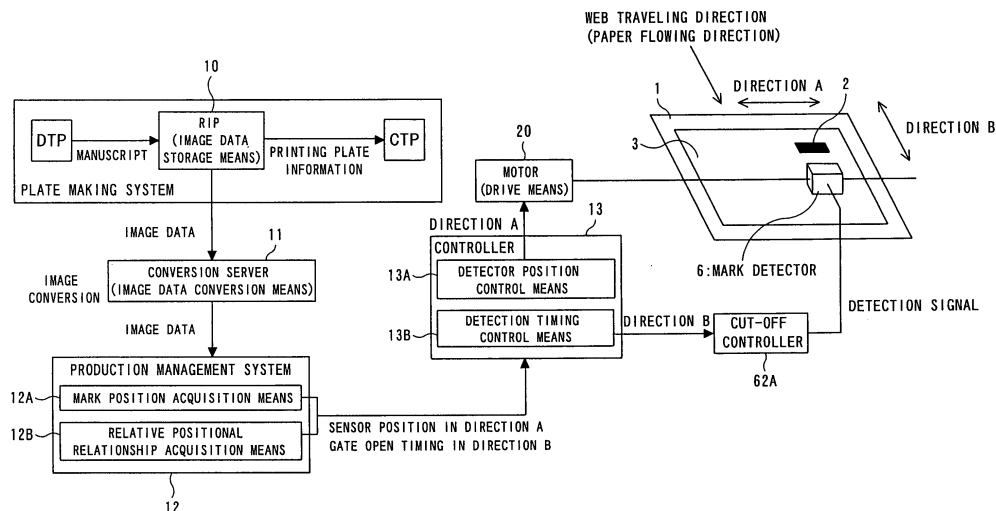 WEB TRAVELING DIRECTION
(PAPER FLOWING DIRECTION)
DIRECTION A
DIRECTION B
1
2
3
10
DTP
MANUSCRIPT
RIP
(IMAGE DATA
STORAGE MEANS)
PRINTING PLATE
INFORMATION
CTP
PLATE MAKING SYSTEM
20
MOTOR
(DRIVE MEANS)
6:MARK DETECTOR
DETECTION SIGNAL
IMAGE DATA
11
IMAGE
CONVERSION
CONVERSION SERVER
(IMAGE DATA CONVERSION MEANS)
IMAGE DATA
DIRECTION A
13
CONTROLLER
13A
DETECTOR POSITION
CONTROL MEANS
13B
DETECTION TIMING
CONTROL MEANS
DIRECTION B
CUT-OFF
CONTROLLER
62A
PRODUCTION MANAGEMENT SYSTEM
12A
MARK POSITION ACQUISITION MEANS
12B
RELATIVE POSITIONAL
RELATIONSHIP ACQUISITION MEANS
12
SENSOR POSITION IN DIRECTION A
GATE OPEN TIMING IN DIRECTION B